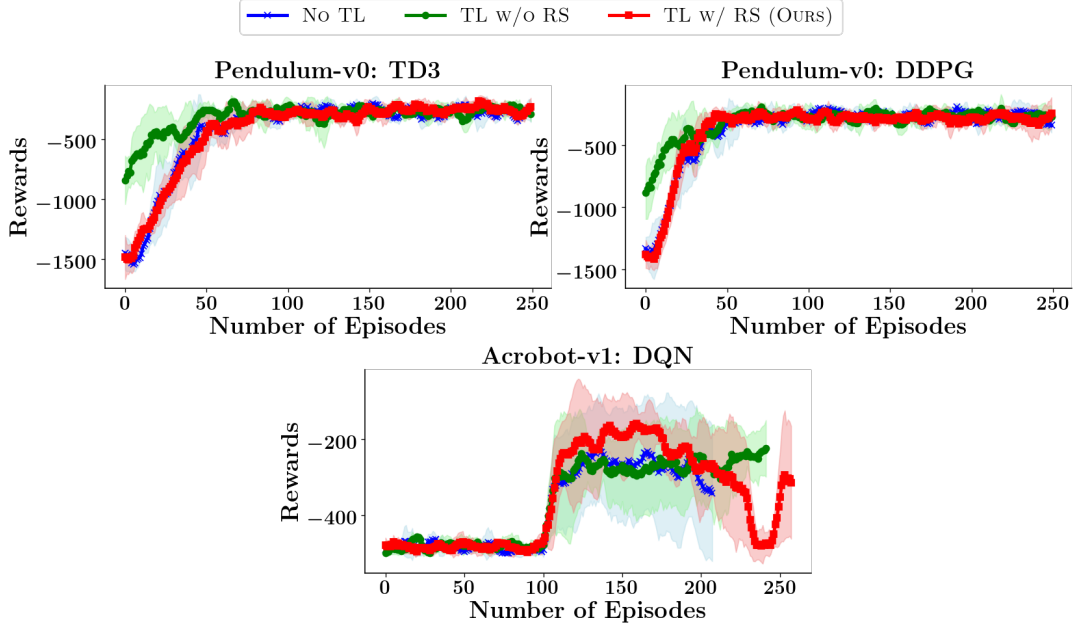 No TL TL w/o RS TL w/ RS (Ours)
Pendulum-v0: TD3
−500
−1000
−1500
Rewards
0 50 100 150 200 250
Number of Episodes
Pendulum-v0: DDPG
−500
−1000
−1500
Rewards
0 50 100 150 200 250
Number of Episodes
Acrobot-v1: DQN
−200
−400
Rewards
0 50 100 150 200 250
Number of Episodes